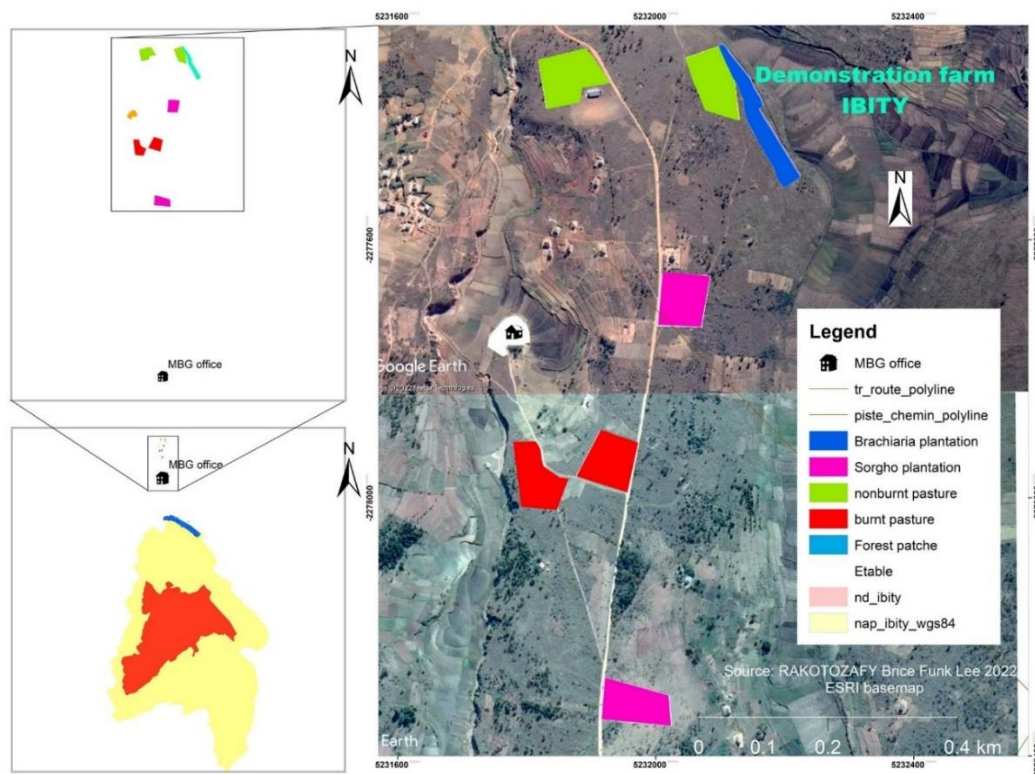 N
MBG office
MBG office
N
N
5231600
5232000
5232400
Demonstration farm
IBITY
N
-2277600
-2278000
Google Earth
Legend
MBG office
tr_route_polyline
piste_chemin_polyline
Brachiaria plantation
Sorgho plantation
nonburnt pasture
burnt pasture
Forest patche
Etable
nd_ibity
nap_ibity_wgs84
Source: RAKOTOZAFY Brice Funk Lee 2022
ESRI basemap
Earth
0 0.1 0.2 0.4 km
5231600
5232000
5232400